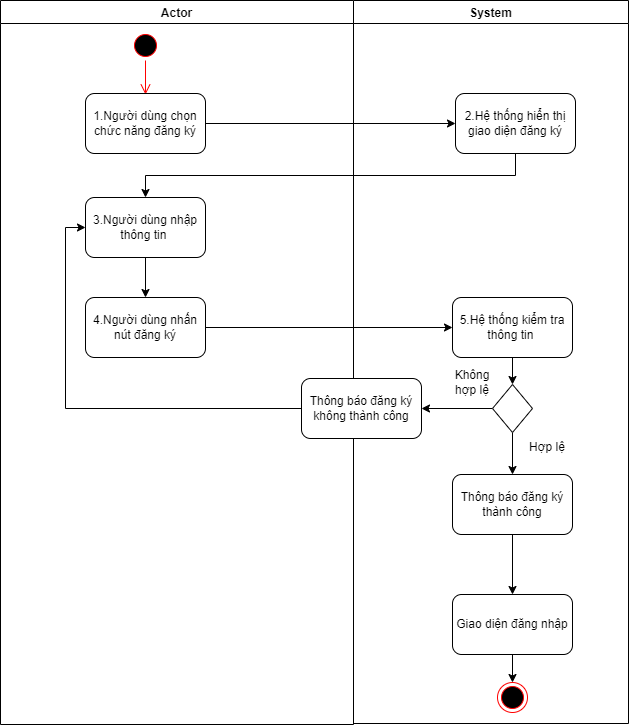 Actor
System
1.Người dùng chọn
chức năng đăng ký
2.Hệ thống hiển thị
giao diện đăng ký
3.Người dùng nhập
thông tin
4.Người dùng nhấn
nút đăng ký
5.Hệ thống kiểm tra
thông tin
Không
hợp lệ
Thông báo đăng ký
không thành công
Hợp lệ
Thông báo đăng ký
thành công
Giao diện đăng nhập